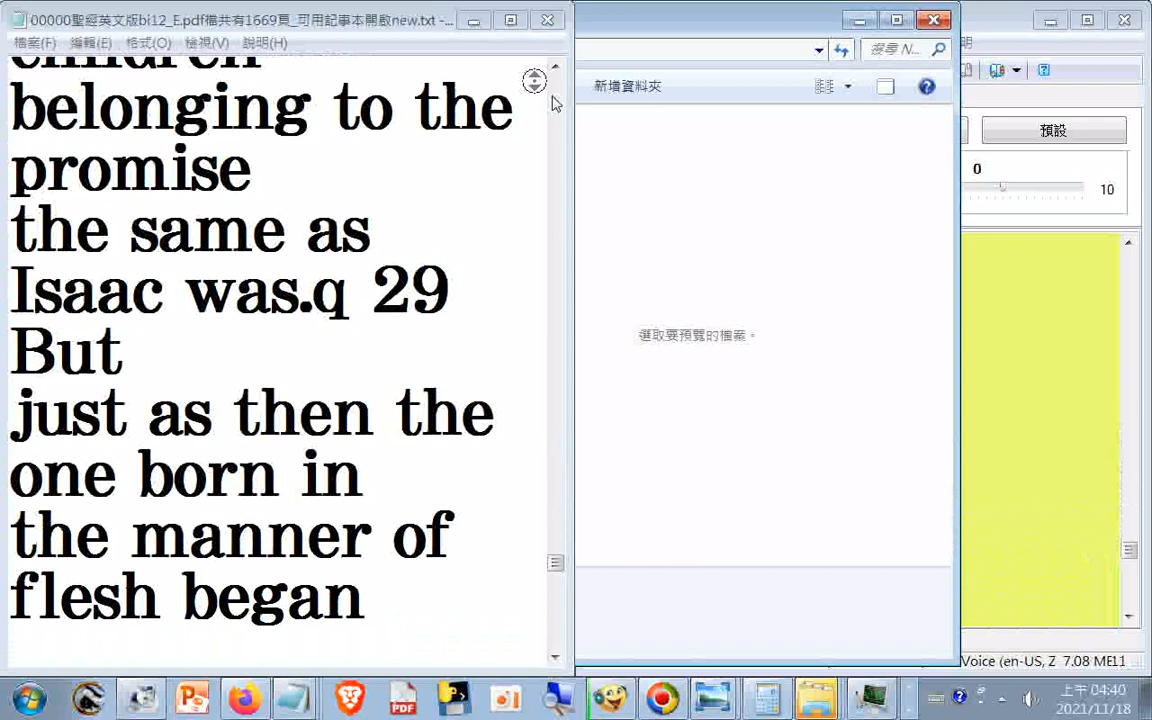 00000聖經英文版bi12_E.pdf檔共有1669頁_可用記事本開啟new.txt -...
檔案(F) 編輯(E) 格式(O) 檢視(V) 說明(H)
children
belonging to the
promise
the same as
Isaac was.q 29
But
just as then the
one born in
the manner of
flesh began
搜尋 N...
新增資料夾
選取要預覽的檔案。
明
預設
0
10
Voice (en-US, Z 7.08 ME11
上午 04:40
2021/11/18